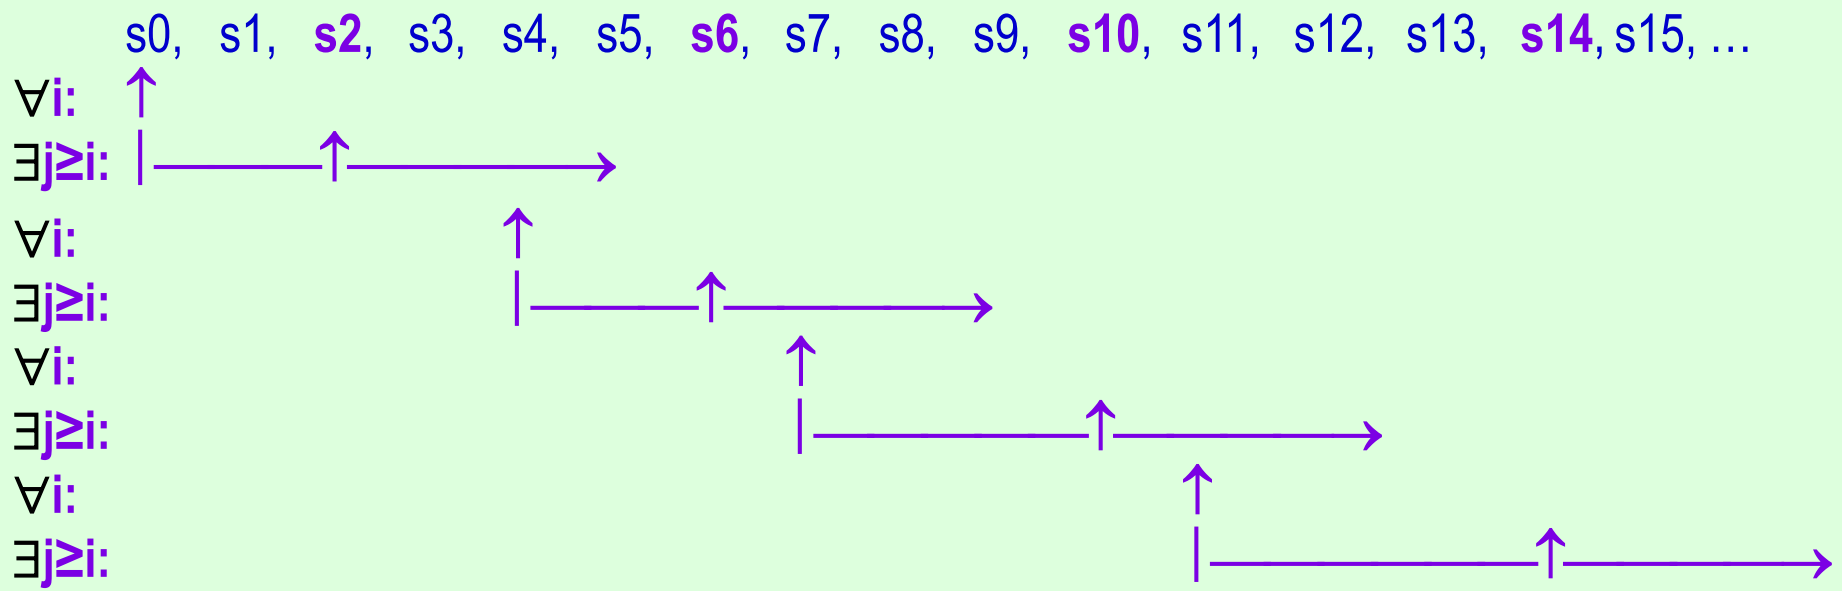 s0, s1, s2, s3, s4, s5, s6, s7, s8, s9, s10, s11, s12, s13, s14, s15, ...
∀i:
∃j≥i:
∀i:
∃j≥i:
∀i:
∃j≥i:
∀i:
∃j≥i: